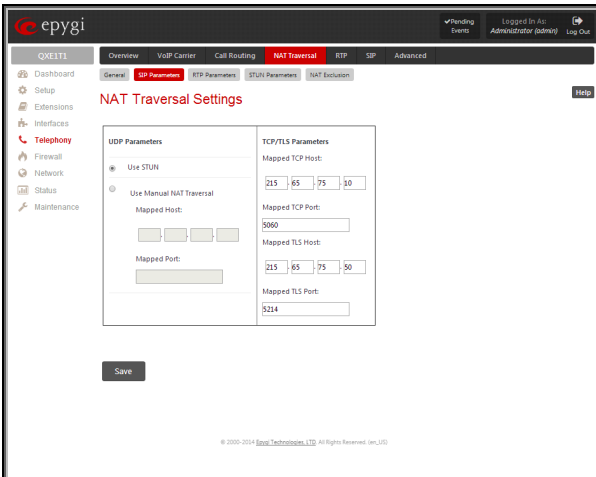 epygi
Pending Events
Logged In As:
Administrator (admin)
Log Out
QXE1T1
Overview VoIP Carrier Call Routing NAT Traversal RTP SIP Advanced
Dashboard
Setup
Extensions
Interfaces
Telephony
Firewall
Network
Status
Maintenance
General SIP Parameters RTP Parameters STUN Parameters NAT Exclusion
Help
NAT Traversal Settings
UDP Parameters
Use STUN
Use Manual NAT Traversal
Mapped Host:
. . .
Mapped Port:
TCP/TLS Parameters
Mapped TCP Host:
215 . 65 . 75 . 10
Mapped TCP Port:
5060
Mapped TLS Host:
215 . 65 . 75 . 50
Mapped TLS Port:
5214
Save
© 2000-2014 Epygi Technologies, LTD. All Rights Reserved. (en_US)